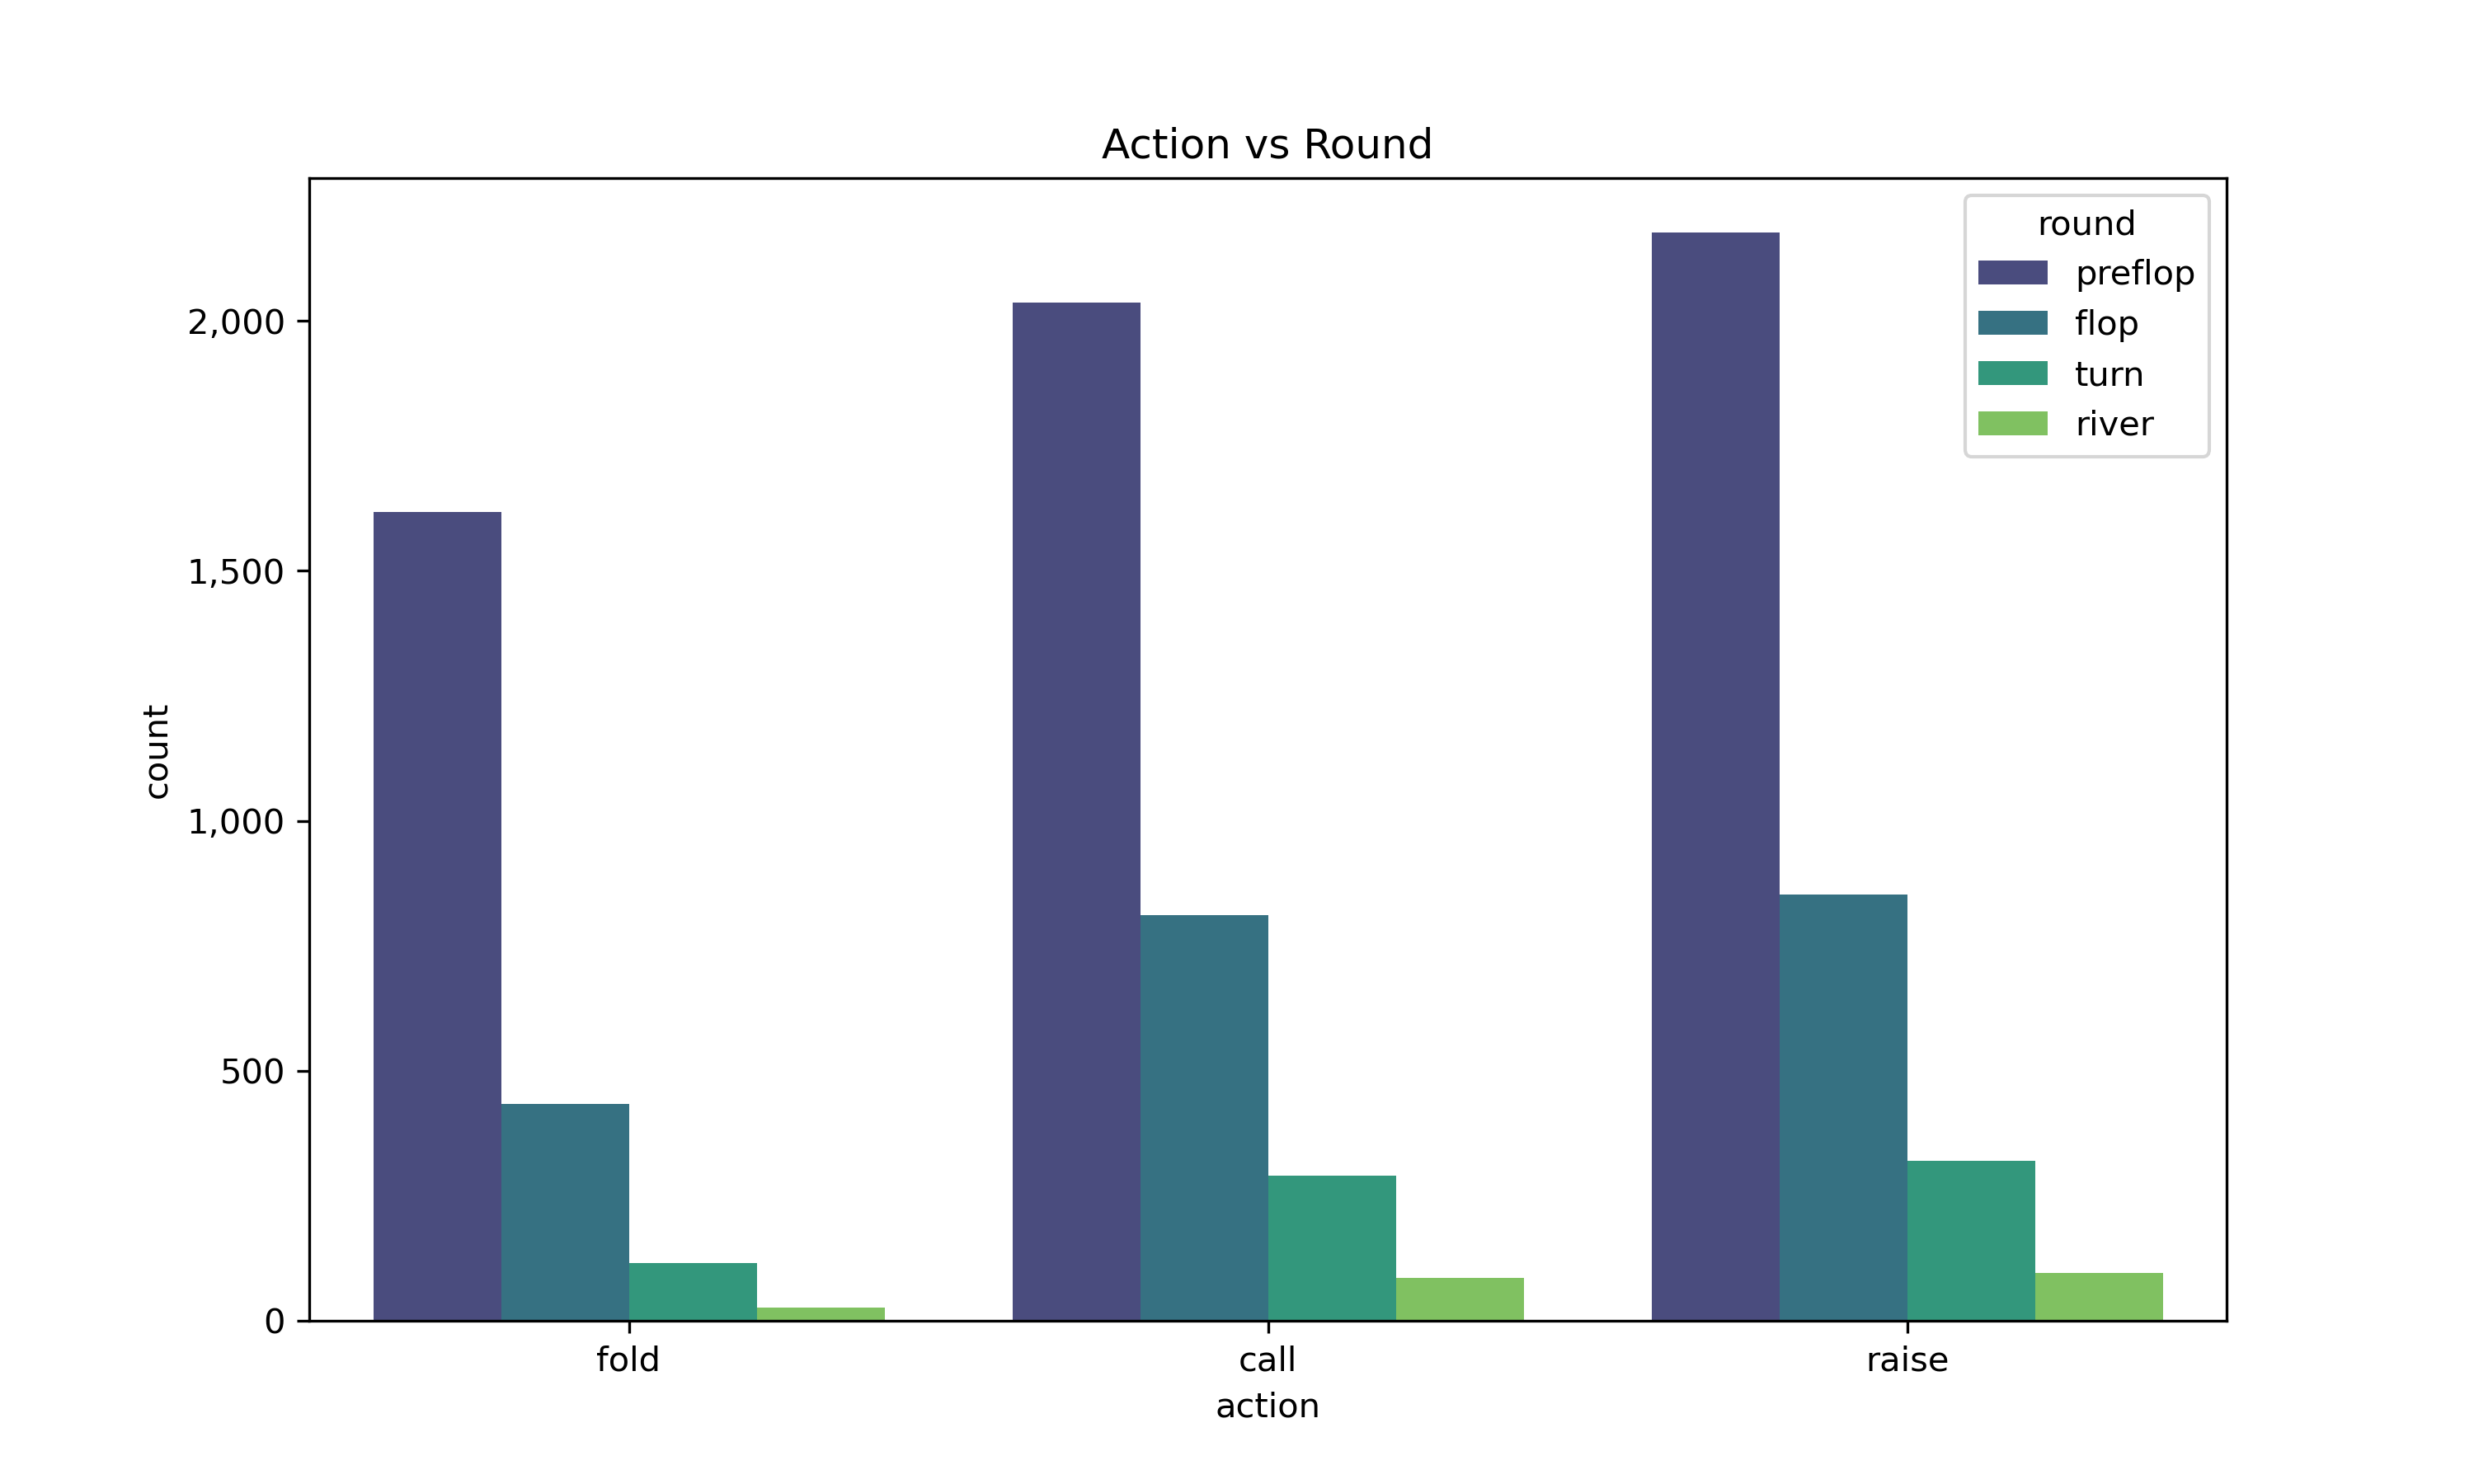 Action vs Round
round
preflop
flop
turn
river
2,000
1,500
1,000
500
0
count
fold call raise
action